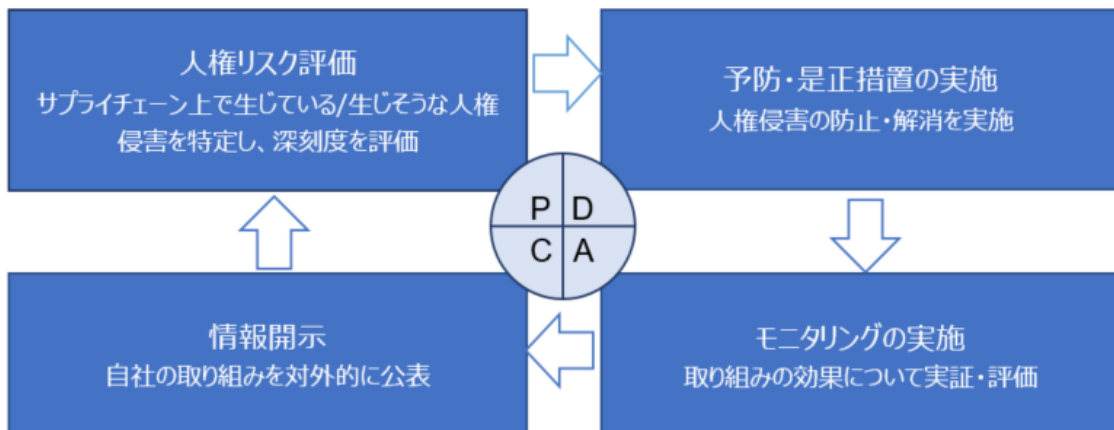 人権リスク評価
サプライチェーン上で生じている/生じそうな人権
侵害を特定し、深刻度を評価
予防・是正措置の実施
人権侵害の防止・解消を実施
P D
C A
情報開示
自社の取り組みを対外的に公表
モニタリングの実施
取り組みの効果について実証・評価